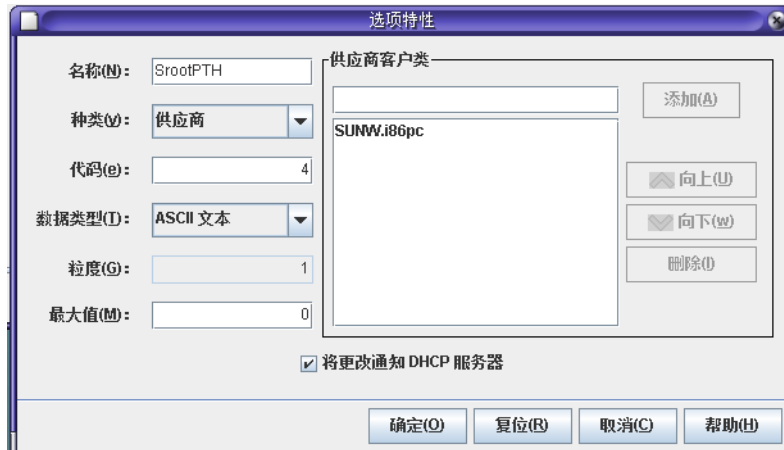 选项特性
名称(N): SrootPTH
供应商客户类
添加(A)
种类(v): 供应商
SUNW.i86pc
代码(e): 4
向上(U)
数据类型(T): ASCII 文本
向下(w)
粒度(G): 1
删除(I)
最大值(M): 0
将更改通知 DHCP 服务器
确定(O) 复位(R) 取消(C) 帮助(H)